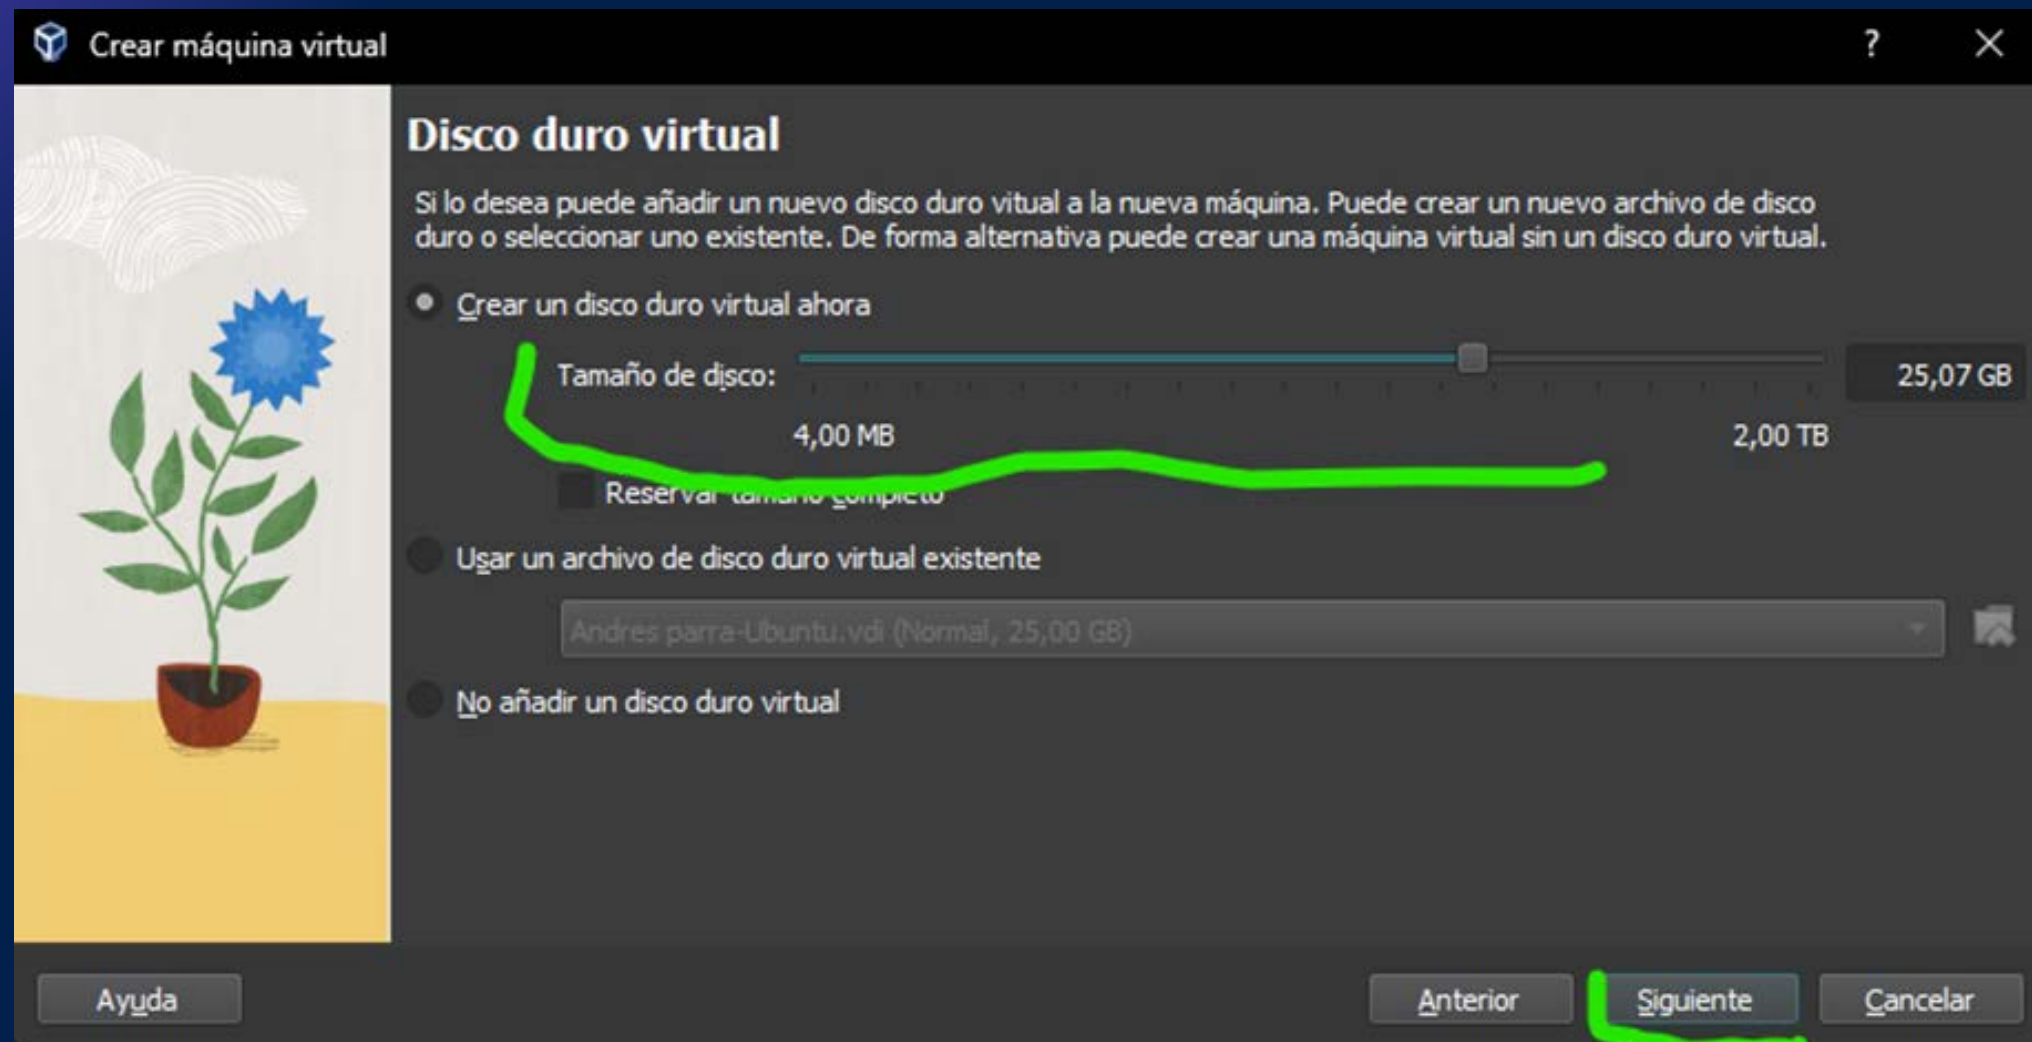 Crear máquina virtual
?
Disco duro virtual
Si lo desea puede añadir un nuevo disco duro vitual a la nueva máquina. Puede crear un nuevo archivo de disco
duro o seleccionar uno existente. De forma alternativa puede crear una máquina virtual sin un disco duro virtual.
Crear un disco duro virtual ahora
Tamaño de disco:
25,07 GB
4,00 MB
2,00 TB
Reservar tamaño completo
Usar un archivo de disco duro virtual existente
Andres parra-Ubuntu.vdi (Normal, 25,00 GB)
No añadir un disco duro virtual
Ayuda
Anterior
Siguiente
Cancelar